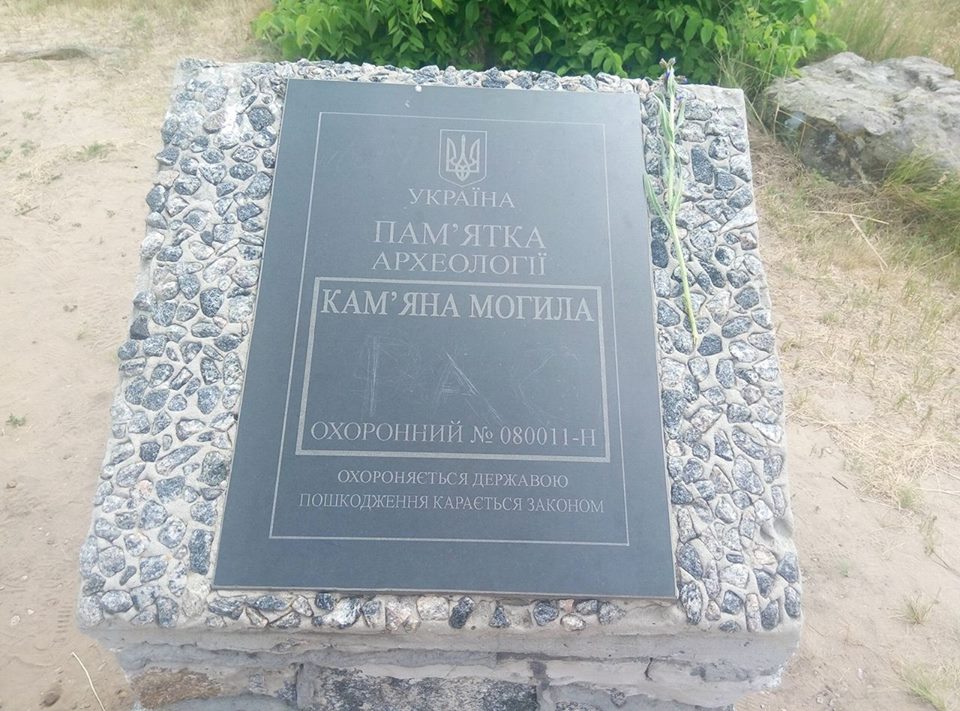 УКРАЇНА
ПАМ’ЯТКА
АРХЕОЛОГІЇ
КАМ’ЯНА МОГИЛА
ОХОРОННИЙ № 080011-Н
ОХОРОНЯЄТЬСЯ ДЕРЖАВОЮ
ПОШКОДЖЕННЯ КАРАЄТЬСЯ ЗАКОНОМ